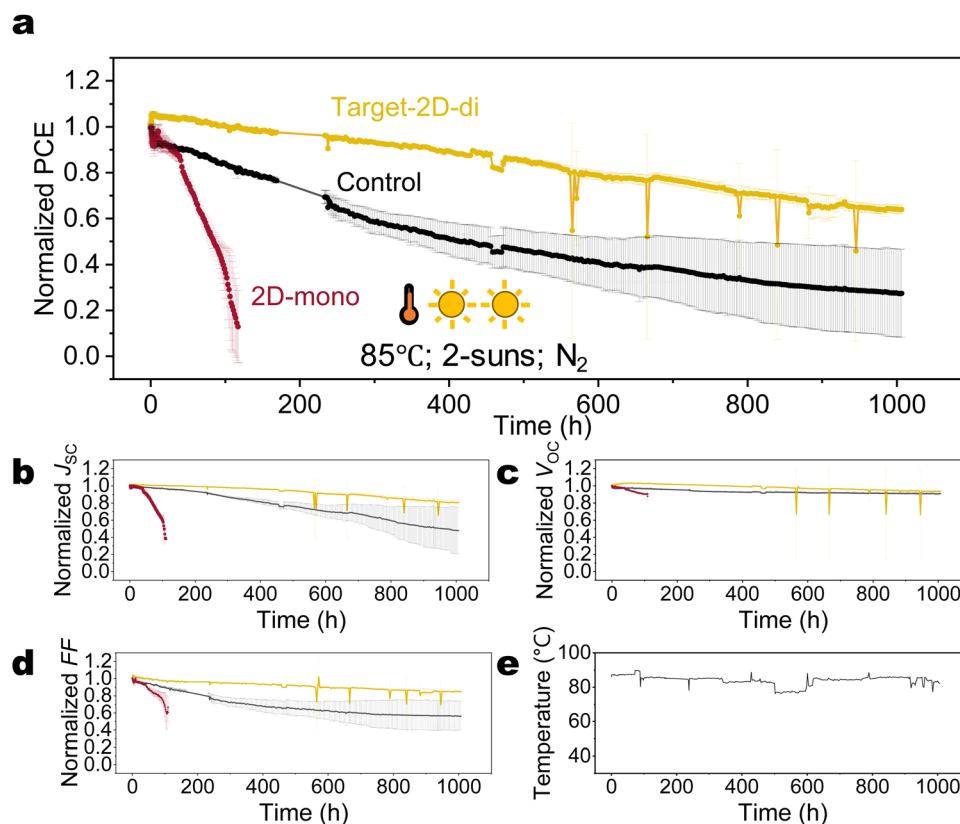 a
Normalized PCE
1.2
1.0
0.8
0.6
0.4
0.2
0.0
Target-2D-di
Control
2D-mono
85℃; 2-suns; N₂
0 200 400 600 800 1000
Time (h)
b
Normalized JSC
1.2
1.0
0.8
0.6
0.4
0.2
0.0
0 200 400 600 800 1000
Time (h)
c
Normalized VOC
1.2
1.0
0.8
0.6
0.4
0.2
0.0
0 200 400 600 800 1000
Time (h)
d
Normalized FF
1.2
1.0
0.8
0.6
0.4
0.2
0.0
0 200 400 600 800 1000
Time (h)
e
Temperature (℃)
100
80
60
40
0 200 400 600 800 1000
Time (h)